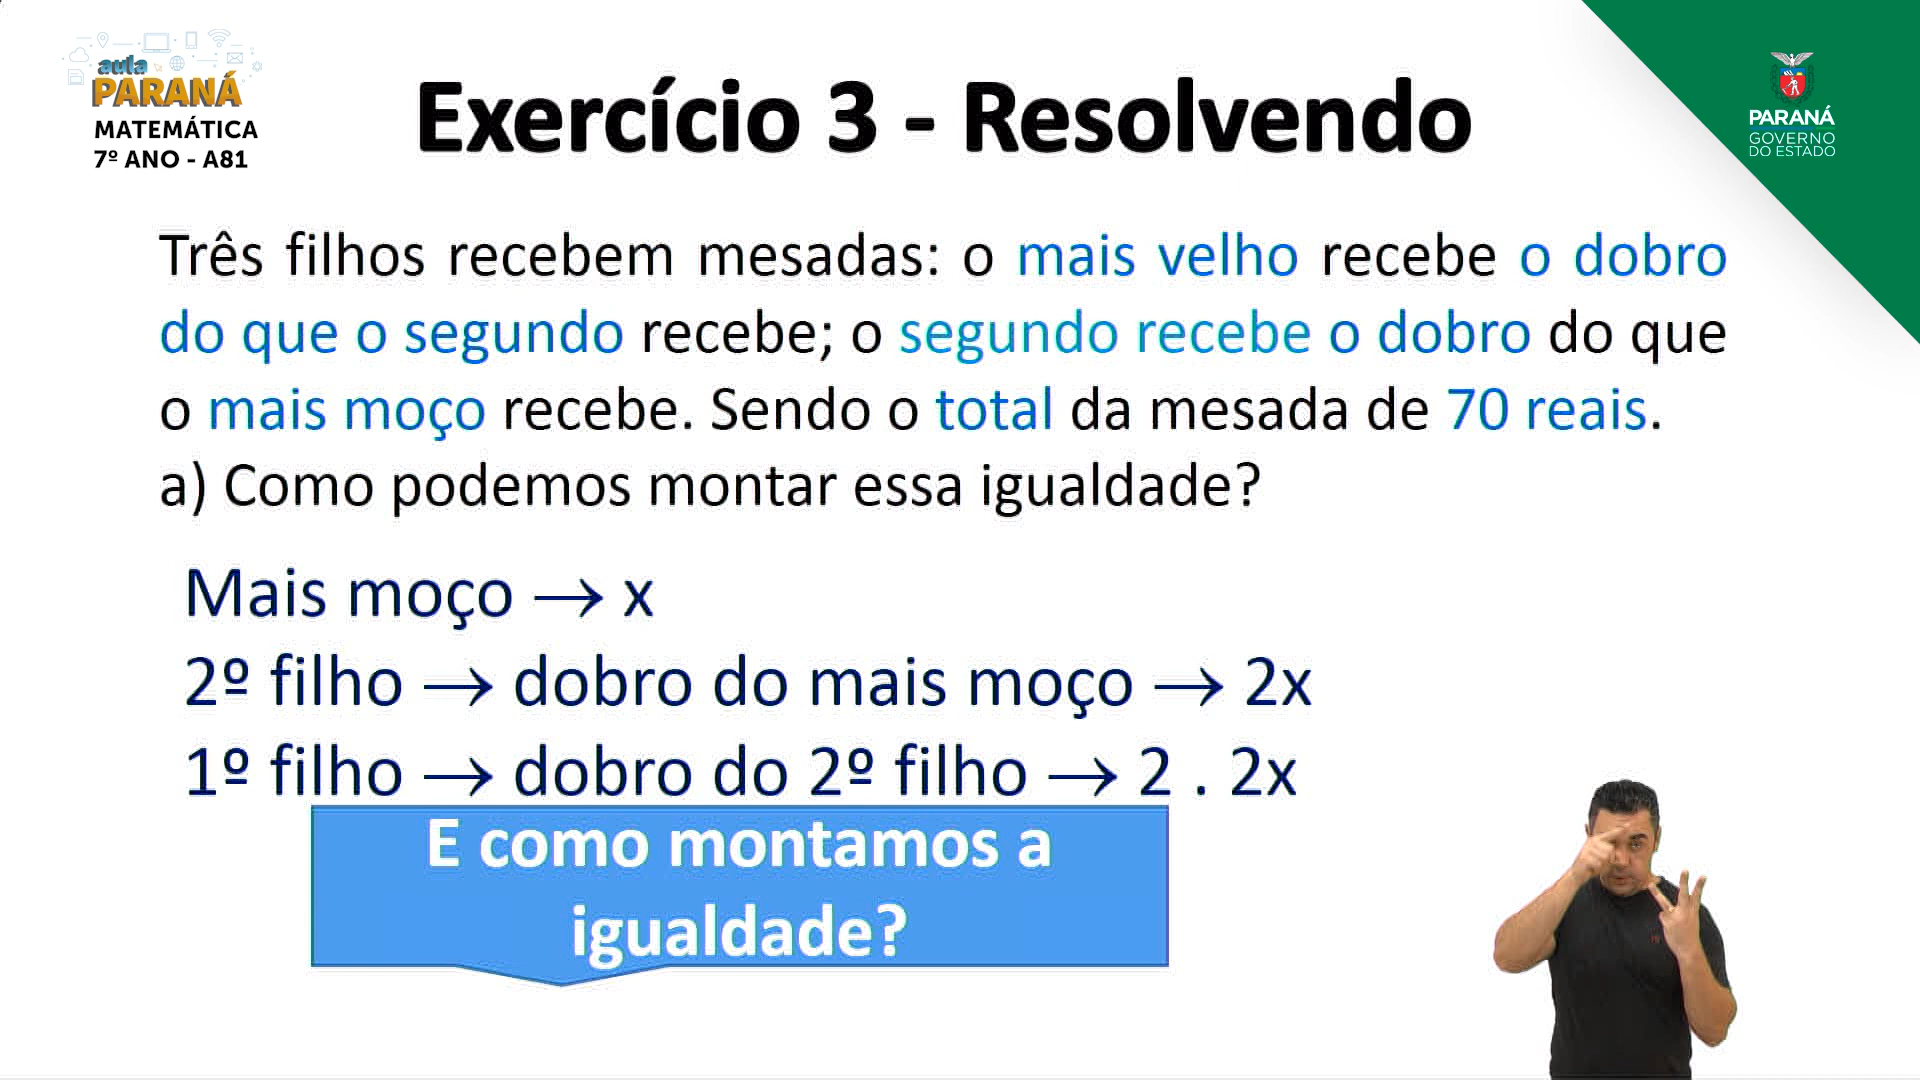 aula
PARANÁ
MATEMÁTICA
7º ANO - A81
Exercício 3 - Resolvendo
PARANÁ
GOVERNO
DO ESTADO
Três filhos recebem mesadas: o mais velho recebe o dobro
do que o segundo recebe; o segundo recebe o dobro do que
o mais moço recebe. Sendo o total da mesada de 70 reais.
a) Como podemos montar essa igualdade?
Mais moço → x
2º filho → dobro do mais moço → 2x
1º filho → dobro do 2º filho → 2 . 2x
E como montamos a
igualdade?